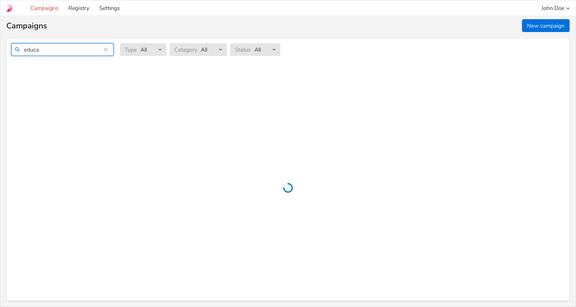 Campaigns Registry Settings John Doe
Campaigns New campaign
educa Type All Category All Status All